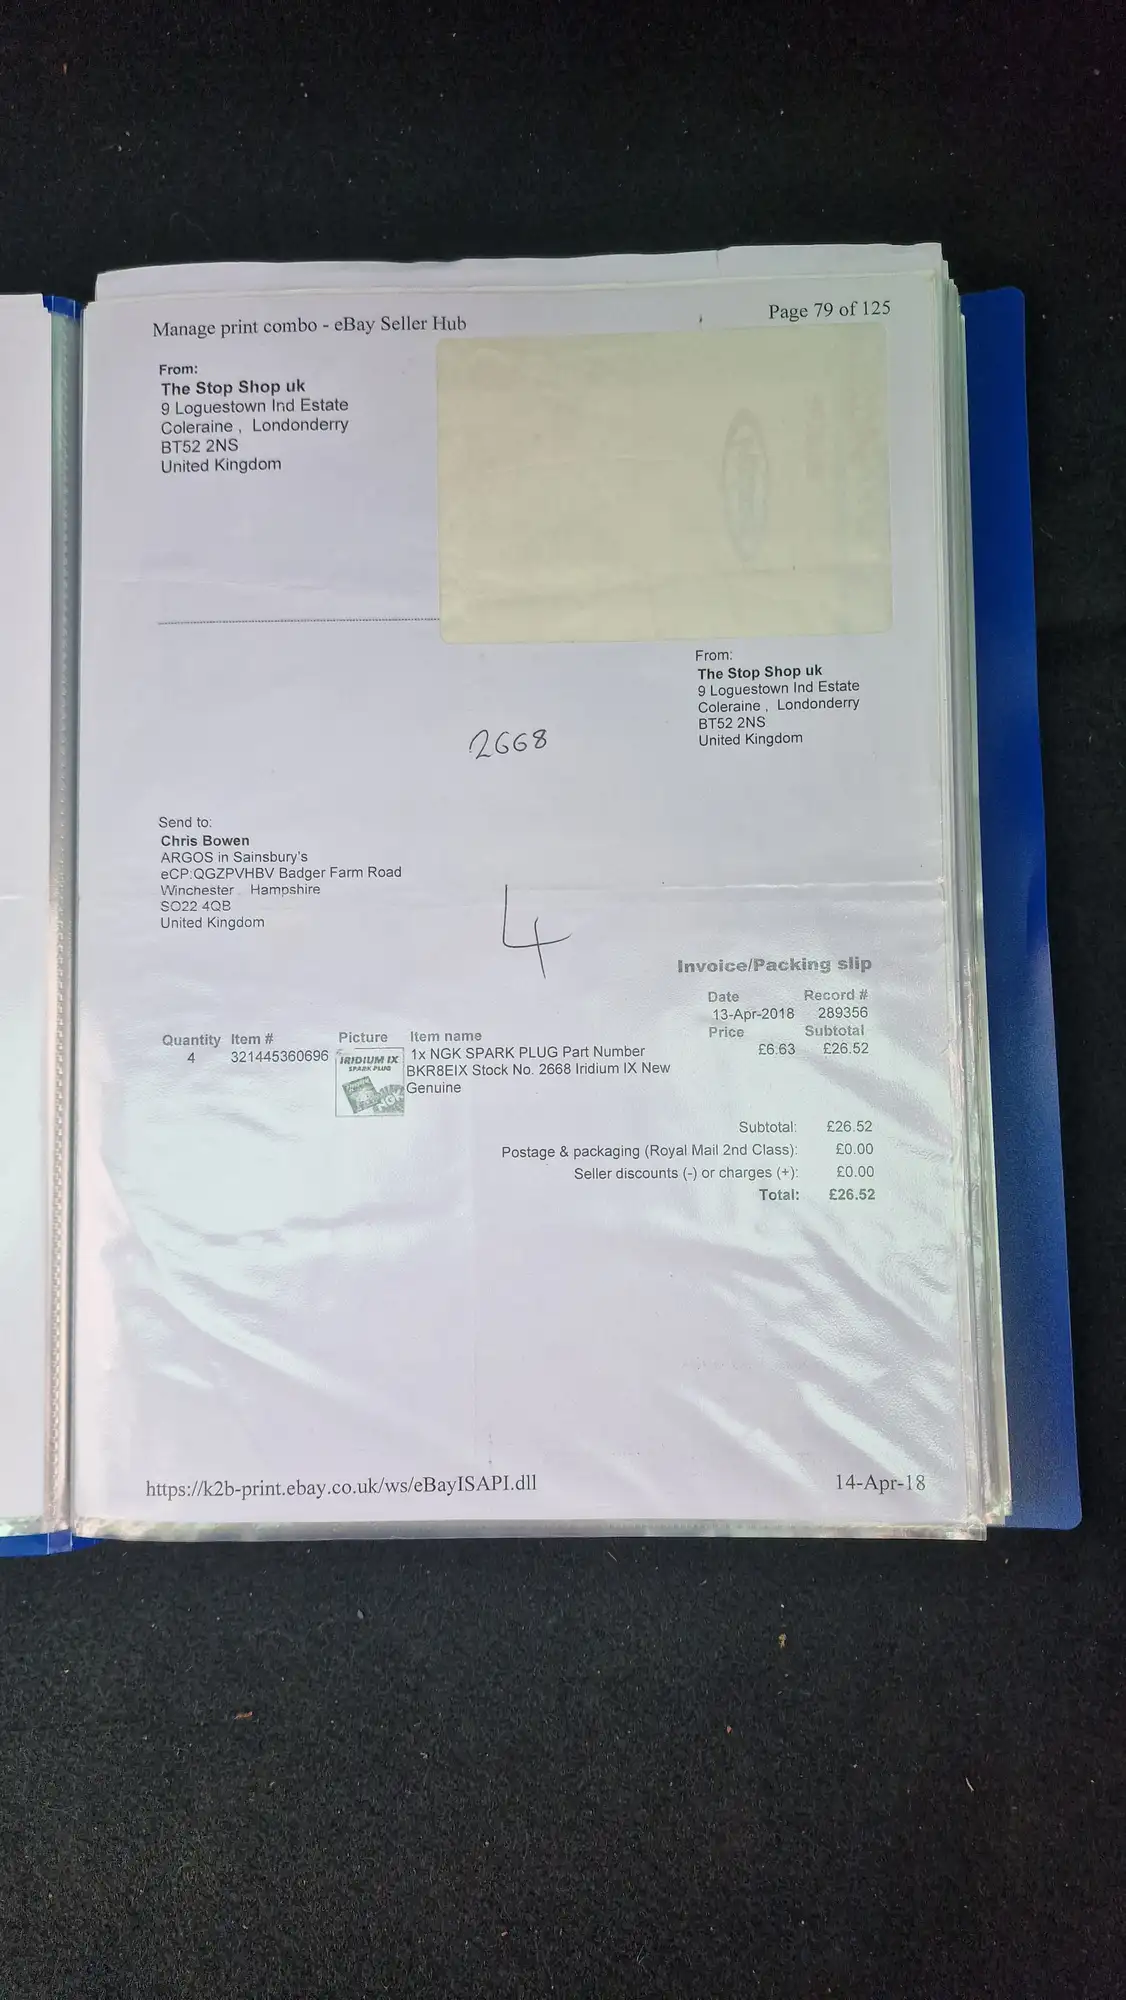 Manage print combo - eBay Seller Hub
Page 79 of 125
From:
The Stop Shop uk
9 Loguestown Ind Estate
Coleraine , Londonderry
BT52 2NS
United Kingdom
From:
The Stop Shop uk
9 Loguestown Ind Estate
Coleraine , Londonderry
BT52 2NS
United Kingdom
2668
Send to:
Chris Bowen
ARGOS in Sainsbury's
eCP:QGZPVHBV Badger Farm Road
Winchester Hampshire
SO22 4QB
United Kingdom
4
Invoice/Packing slip
Date Record #
13-Apr-2018 289356
Quantity Item # Picture Item name Price Subtotal
4 321445360696 1x NGK SPARK PLUG Part Number £6.63 £26.52
BKR8EIX Stock No. 2668 Iridium IX New
Genuine
IRIDIUM IX
SPARK PLUG
NGK
Subtotal: £26.52
Postage & packaging (Royal Mail 2nd Class): £0.00
Seller discounts (-) or charges (+): £0.00
Total: £26.52
https://k2b-print.ebay.co.uk/ws/eBayISAPI.dll
14-Apr-18